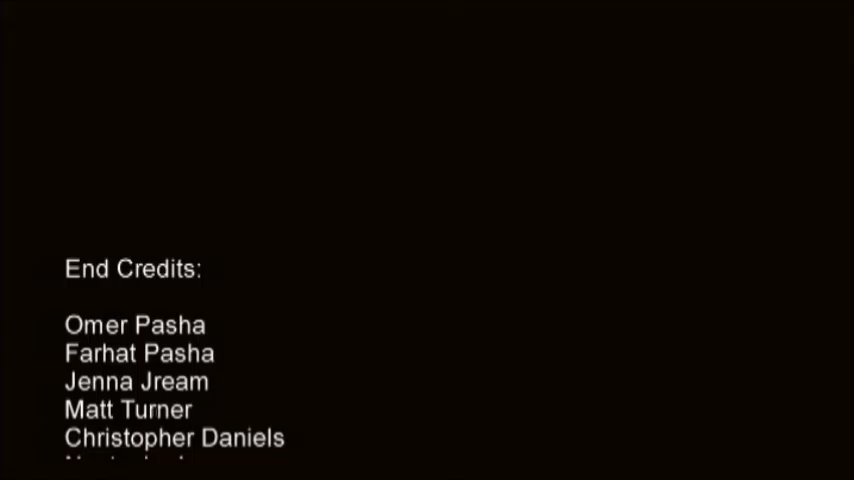 End Credits:
Omer Pasha
Farhat Pasha
Jenna Jream
Matt Turner
Christopher Daniels